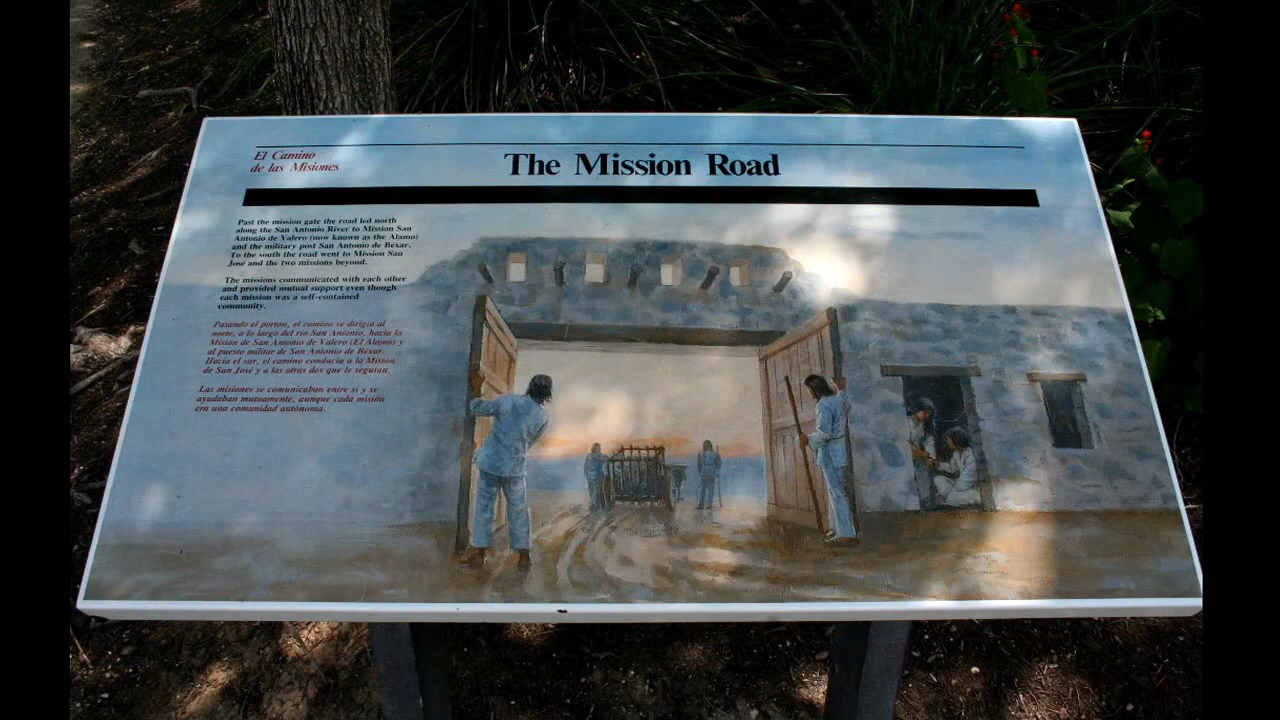 El Camino
de las Misiones
The Mission Road
Past the mission gate the road led north
along the San Antonio River to Mission San
Antonio de Valero (now known as the Alamo)
and the military post San Antonio de Bexar.
To the south the road went to Mission San
José and the two missions beyond.
The missions communicated with each other
and provided mutual support even though
each mission was a self-contained
community.
Pasando el porton, el camino se dirigia al
norte, a lo largo del río San Antonio, hacia la
Misión de San Antonio de Valero (El Alamo) y
al puesto militar de San Antonio de Bexar.
Hacia el sur, el camino conducia a la Misión
de San José y a las otras dos que le seguian.
Las misiones se comunicaban entre sí y se
ayudaban mutuamente, aunque cada misión
era una comunidad autónoma.